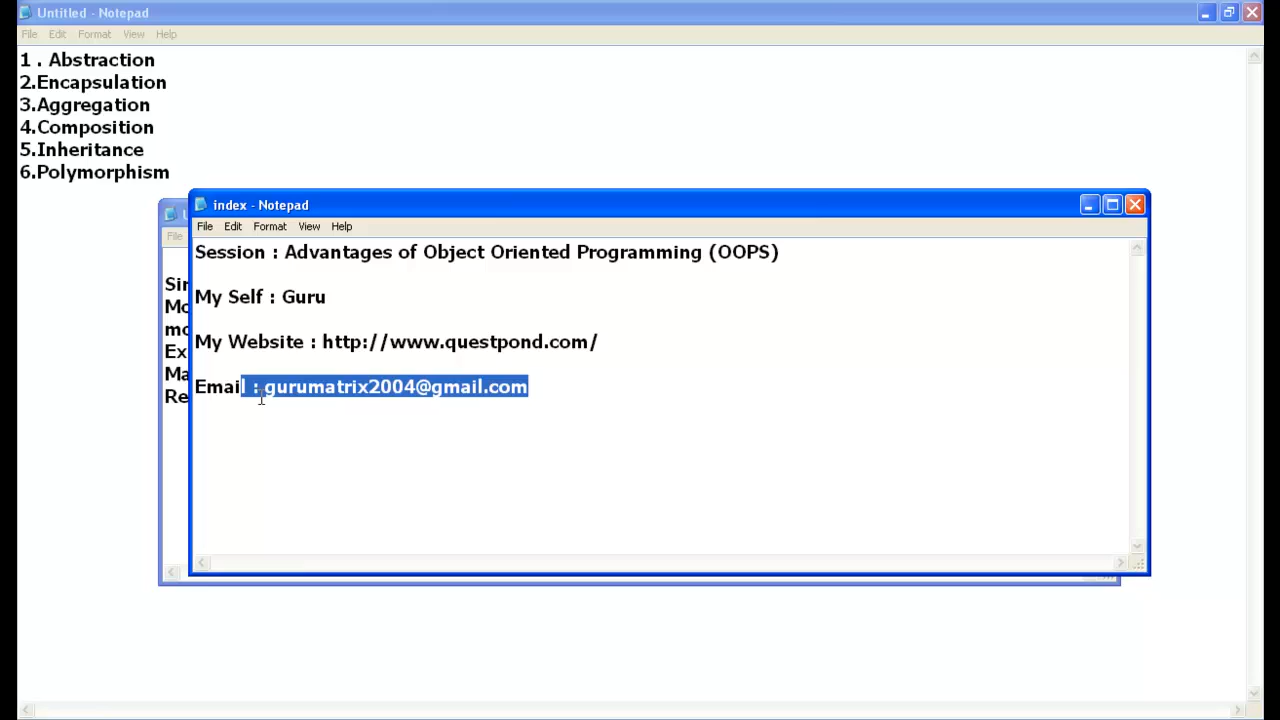 Untitled - Notepad
File Edit Format View Help
1 . Abstraction
2.Encapsulation
3.Aggregation
4.Composition
5.Inheritance
6.Polymorphism
index - Notepad
File
File Edit Format View Help
Session : Advantages of Object Oriented Programming (OOPS)
My Self : Guru
My Website : http://www.questpond.com/
Email : gurumatrix2004@gmail.com